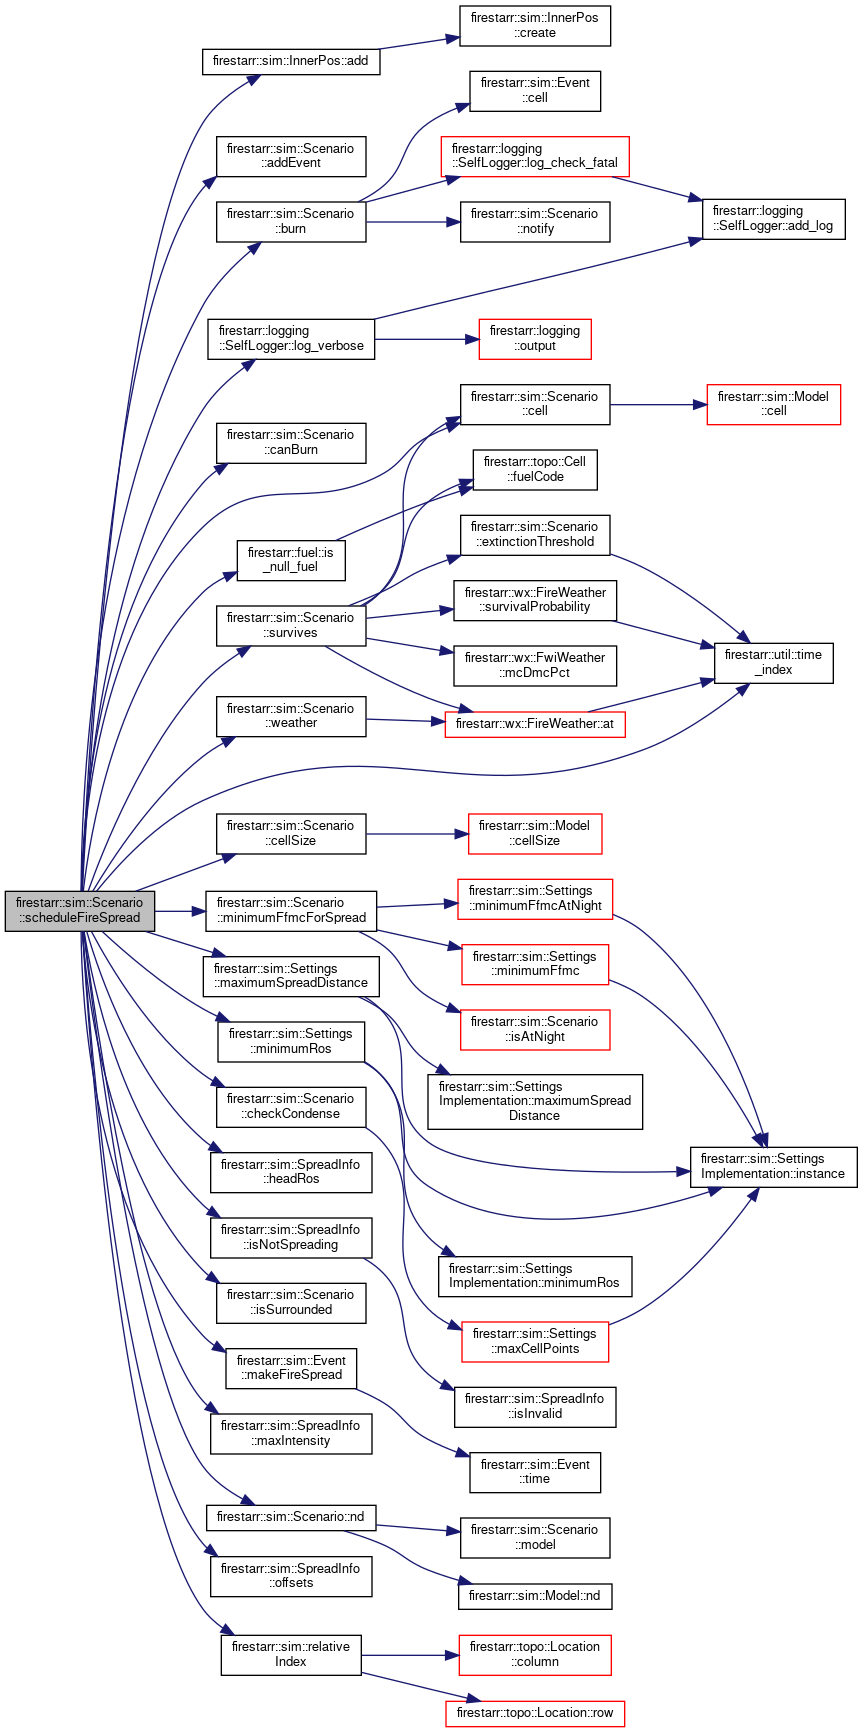 firestarr::sim::Scenario
::scheduleFireSpread
firestarr::sim::InnerPos::add
firestarr::sim::InnerPos
::create
firestarr::sim::Scenario
::addEvent
firestarr::sim::Scenario
::burn
firestarr::sim::Event
::cell
firestarr::logging
::SelfLogger::log_check_fatal
firestarr::sim::Scenario
::notify
firestarr::logging
::SelfLogger::add_log
firestarr::logging
::SelfLogger::log_verbose
firestarr::logging
::output
firestarr::sim::Scenario
::canBurn
firestarr::sim::Scenario
::cell
firestarr::sim::Model
::cell
firestarr::topo::Cell
::fuelCode
firestarr::fuel::is
_null_fuel
firestarr::sim::Scenario
::extinctionThreshold
firestarr::sim::Scenario
::survives
firestarr::wx::FireWeather
::survivalProbability
firestarr::wx::FwiWeather
::mcDmcPct
firestarr::util::time
_index
firestarr::sim::Scenario
::weather
firestarr::wx::FireWeather::at
firestarr::sim::Scenario
::cellSize
firestarr::sim::Model
::cellSize
firestarr::sim::Scenario
::minimumFfmcForSpread
firestarr::sim::Settings
::minimumFfmcAtNight
firestarr::sim::Settings
::minimumFfmc
firestarr::sim::Scenario
::isAtNight
firestarr::sim::Settings
::maximumSpreadDistance
firestarr::sim::Settings
::minimumRos
firestarr::sim::Settings
Implementation::maximumSpread
Distance
firestarr::sim::Scenario
::checkCondense
firestarr::sim::SpreadInfo
::headRos
firestarr::sim::Settings
Implementation::instance
firestarr::sim::SpreadInfo
::isNotSpreading
firestarr::sim::Settings
Implementation::minimumRos
firestarr::sim::Scenario
::isSurrounded
firestarr::sim::Settings
::maxCellPoints
firestarr::sim::Event
::makeFireSpread
firestarr::sim::SpreadInfo
::isInvalid
firestarr::sim::SpreadInfo
::maxIntensity
firestarr::sim::Event
::time
firestarr::sim::Scenario::nd
firestarr::sim::Scenario
::model
firestarr::sim::SpreadInfo
::offsets
firestarr::sim::Model::nd
firestarr::sim::relative
Index
firestarr::topo::Location
::column
firestarr::topo::Location::row